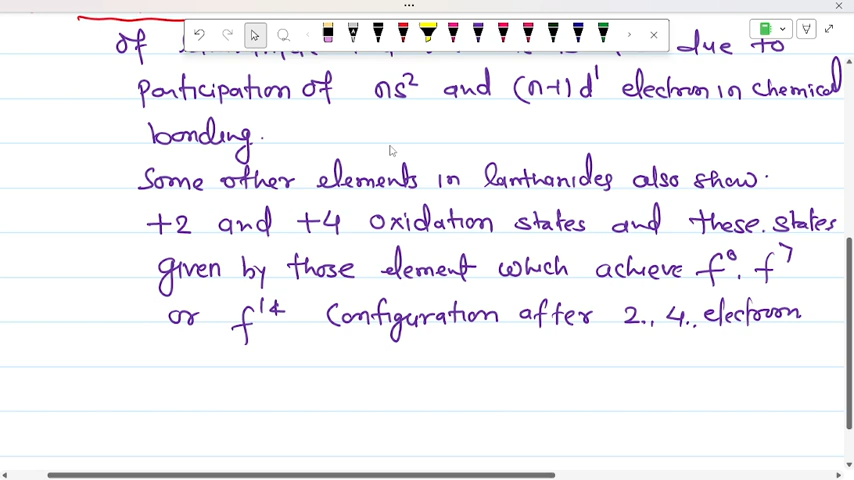 of due to
participation of ns² and (n-1)d¹ electron in chemical
bonding.
Some other elements in lanthanides also show.
+2 and +4 oxidation states and these states
given by those element which achieve f⁰, f⁷
or f¹⁴ Configuration after 2., 4., electroon